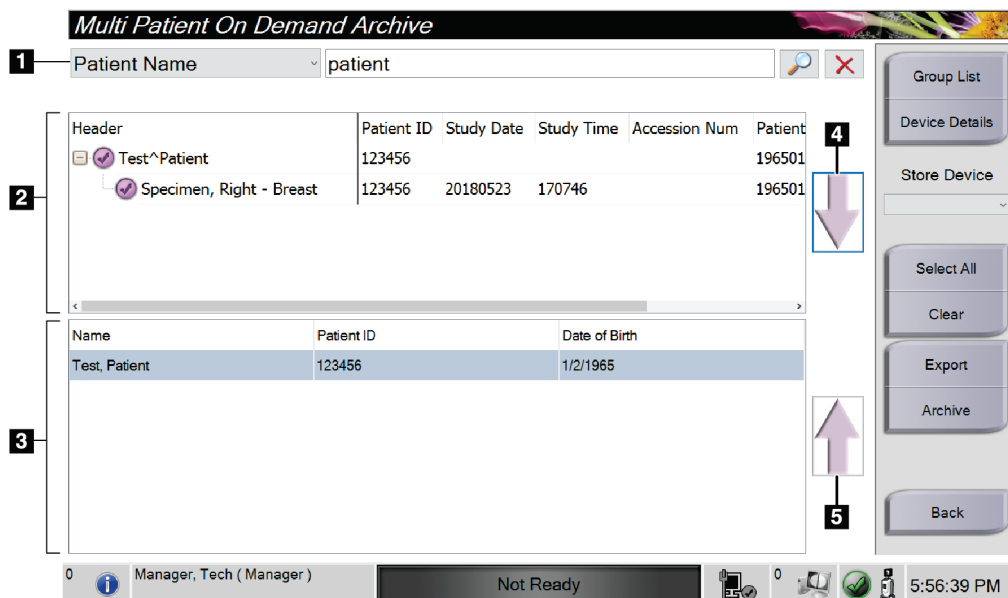 Multi Patient On Demand Archive
1
Patient Name
patient
Group List
Device Details
Store Device
Select All
Clear
Export
Archive
Back
2
Header Patient ID Study Date Study Time Accession Num Patient
Test^Patient 123456 196501
Specimen, Right - Breast 123456 20180523 170746 196501
4
3
Name Patient ID Date of Birth
Test, Patient 123456 1/2/1965
5
0
Manager, Tech ( Manager )
Not Ready
0
5:56:39 PM